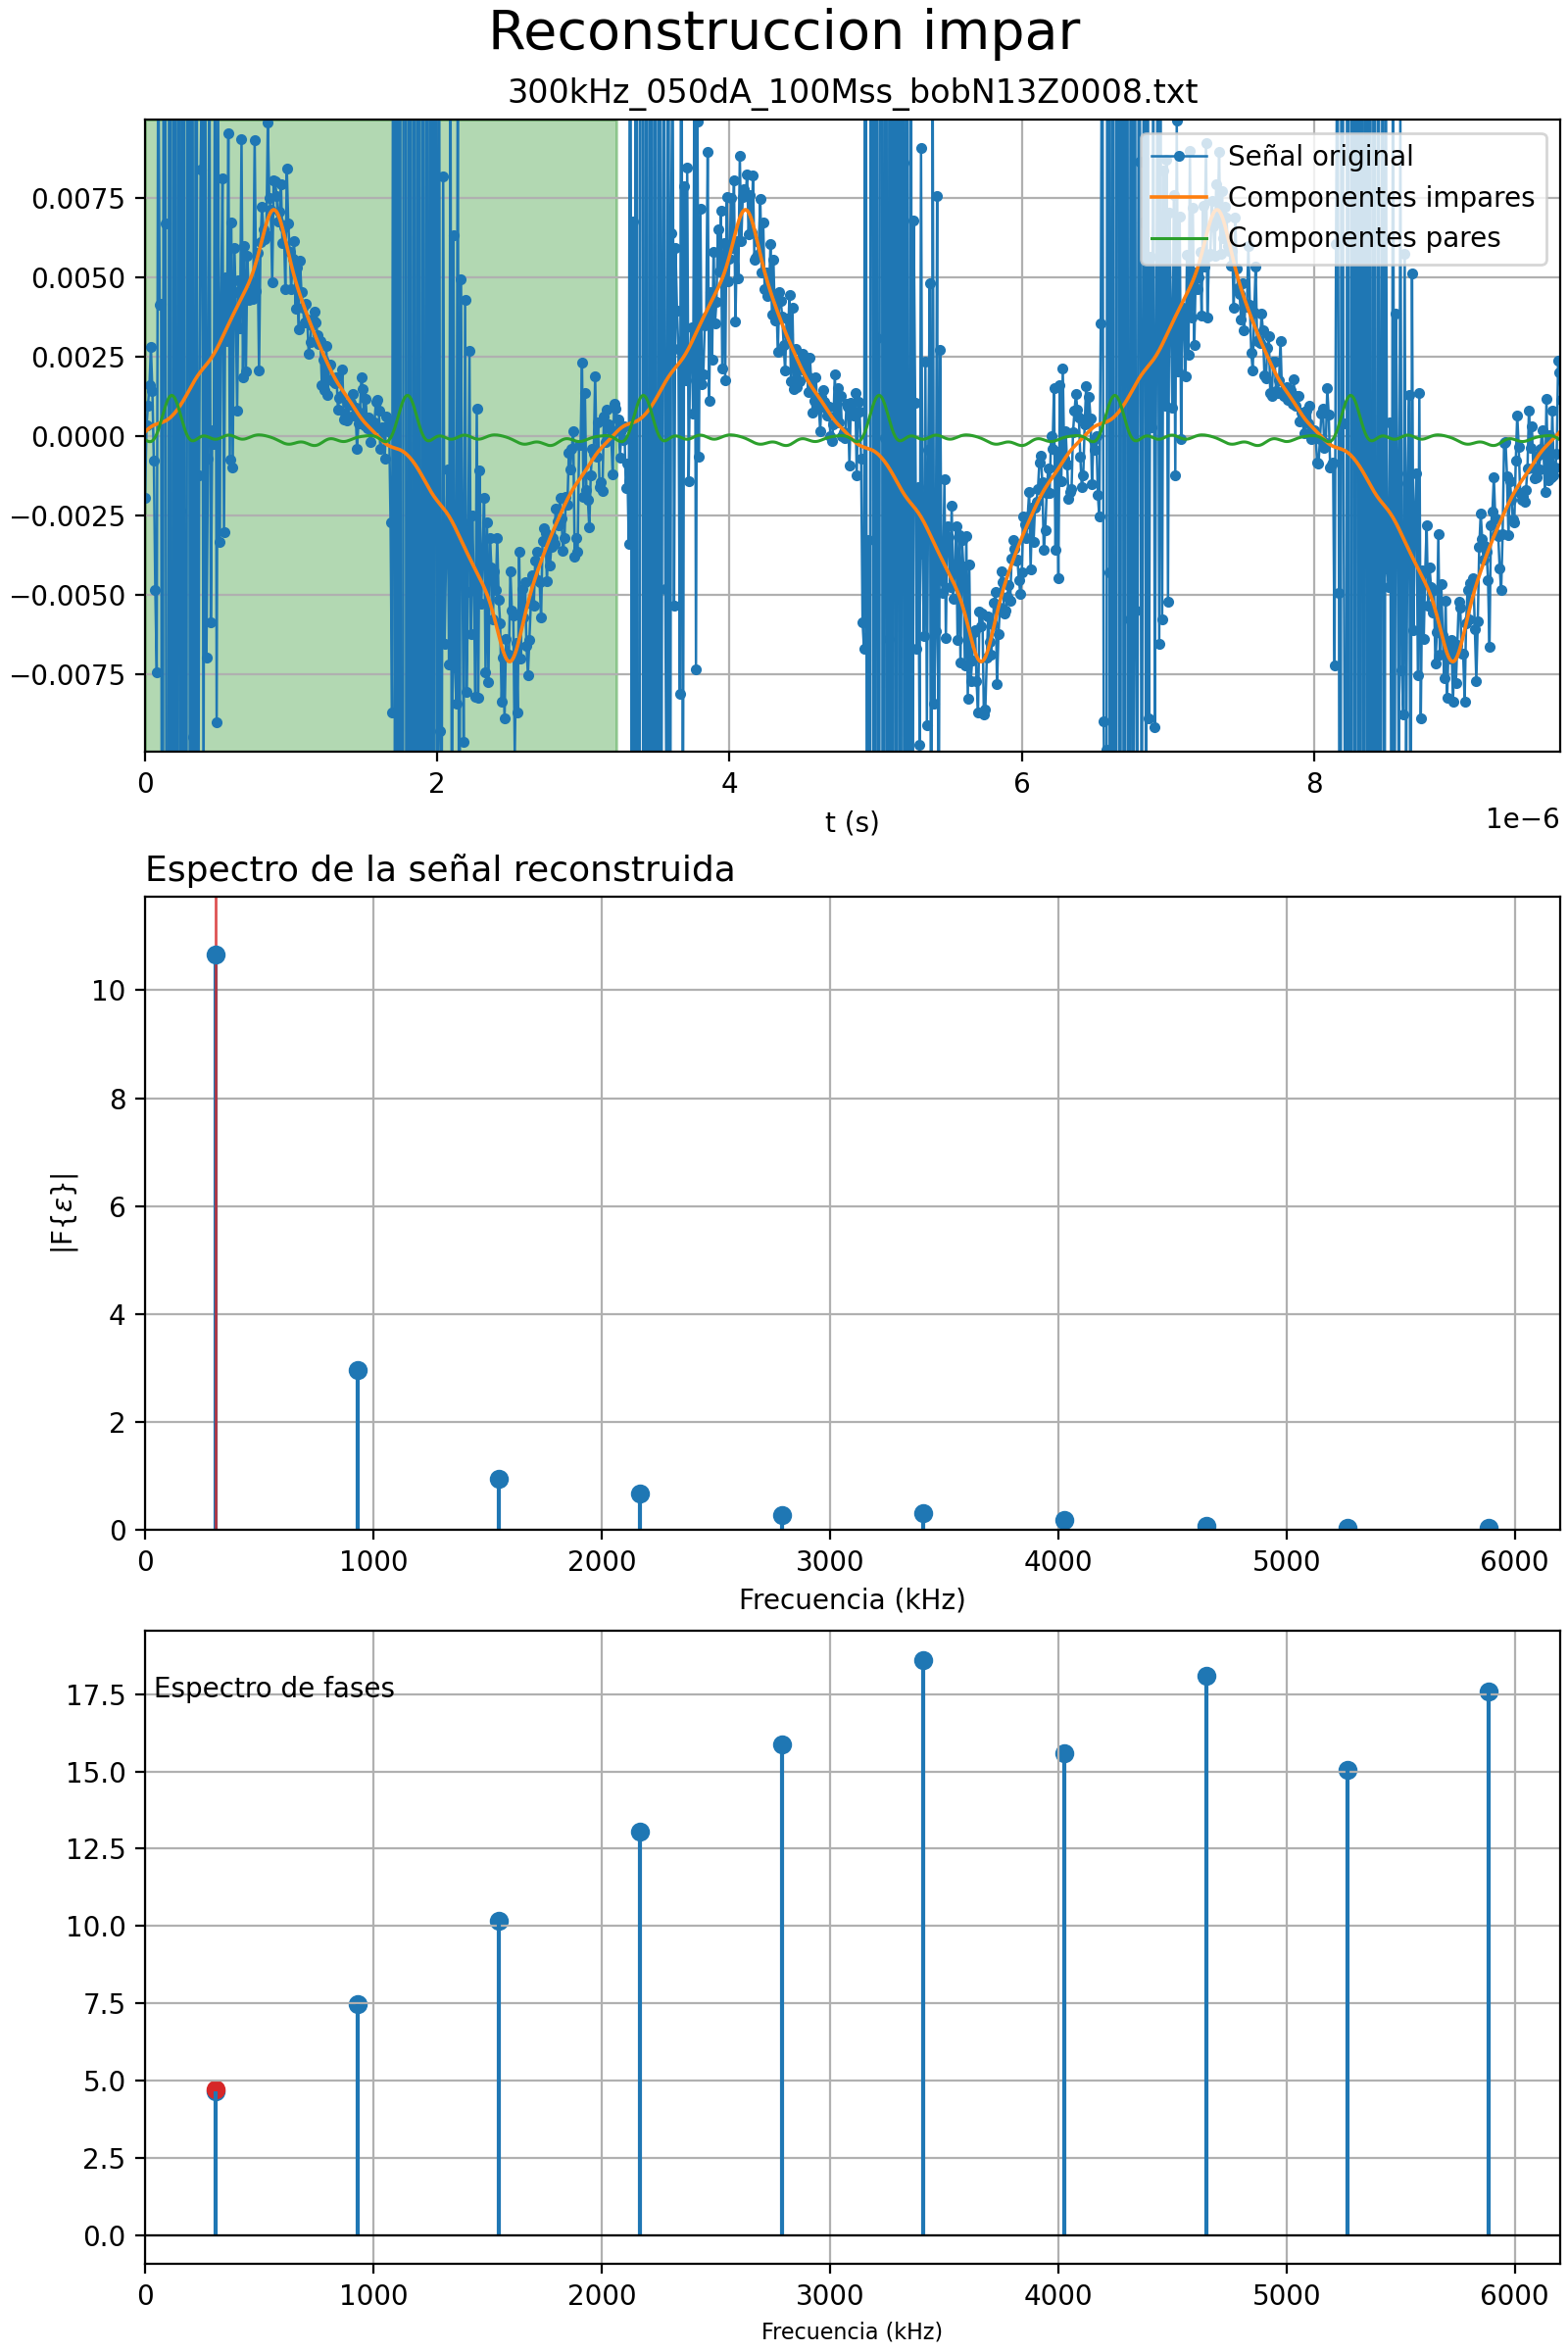 Reconstruccion impar
300kHz_050dA_100Mss_bobN13Z0008.txt
Señal original
Componentes impares
Componentes pares
0.0075
0.0050
0.0025
0.0000
−0.0025
−0.0050
−0.0075
0 2 4 6 8
t (s)
1e−6
Espectro de la señal reconstruida
10
8
6
4
2
0
|F{ε}|
0 1000 2000 3000 4000 5000 6000
Frecuencia (kHz)
Espectro de fases
17.5
15.0
12.5
10.0
7.5
5.0
2.5
0.0
0 1000 2000 3000 4000 5000 6000
Frecuencia (kHz)